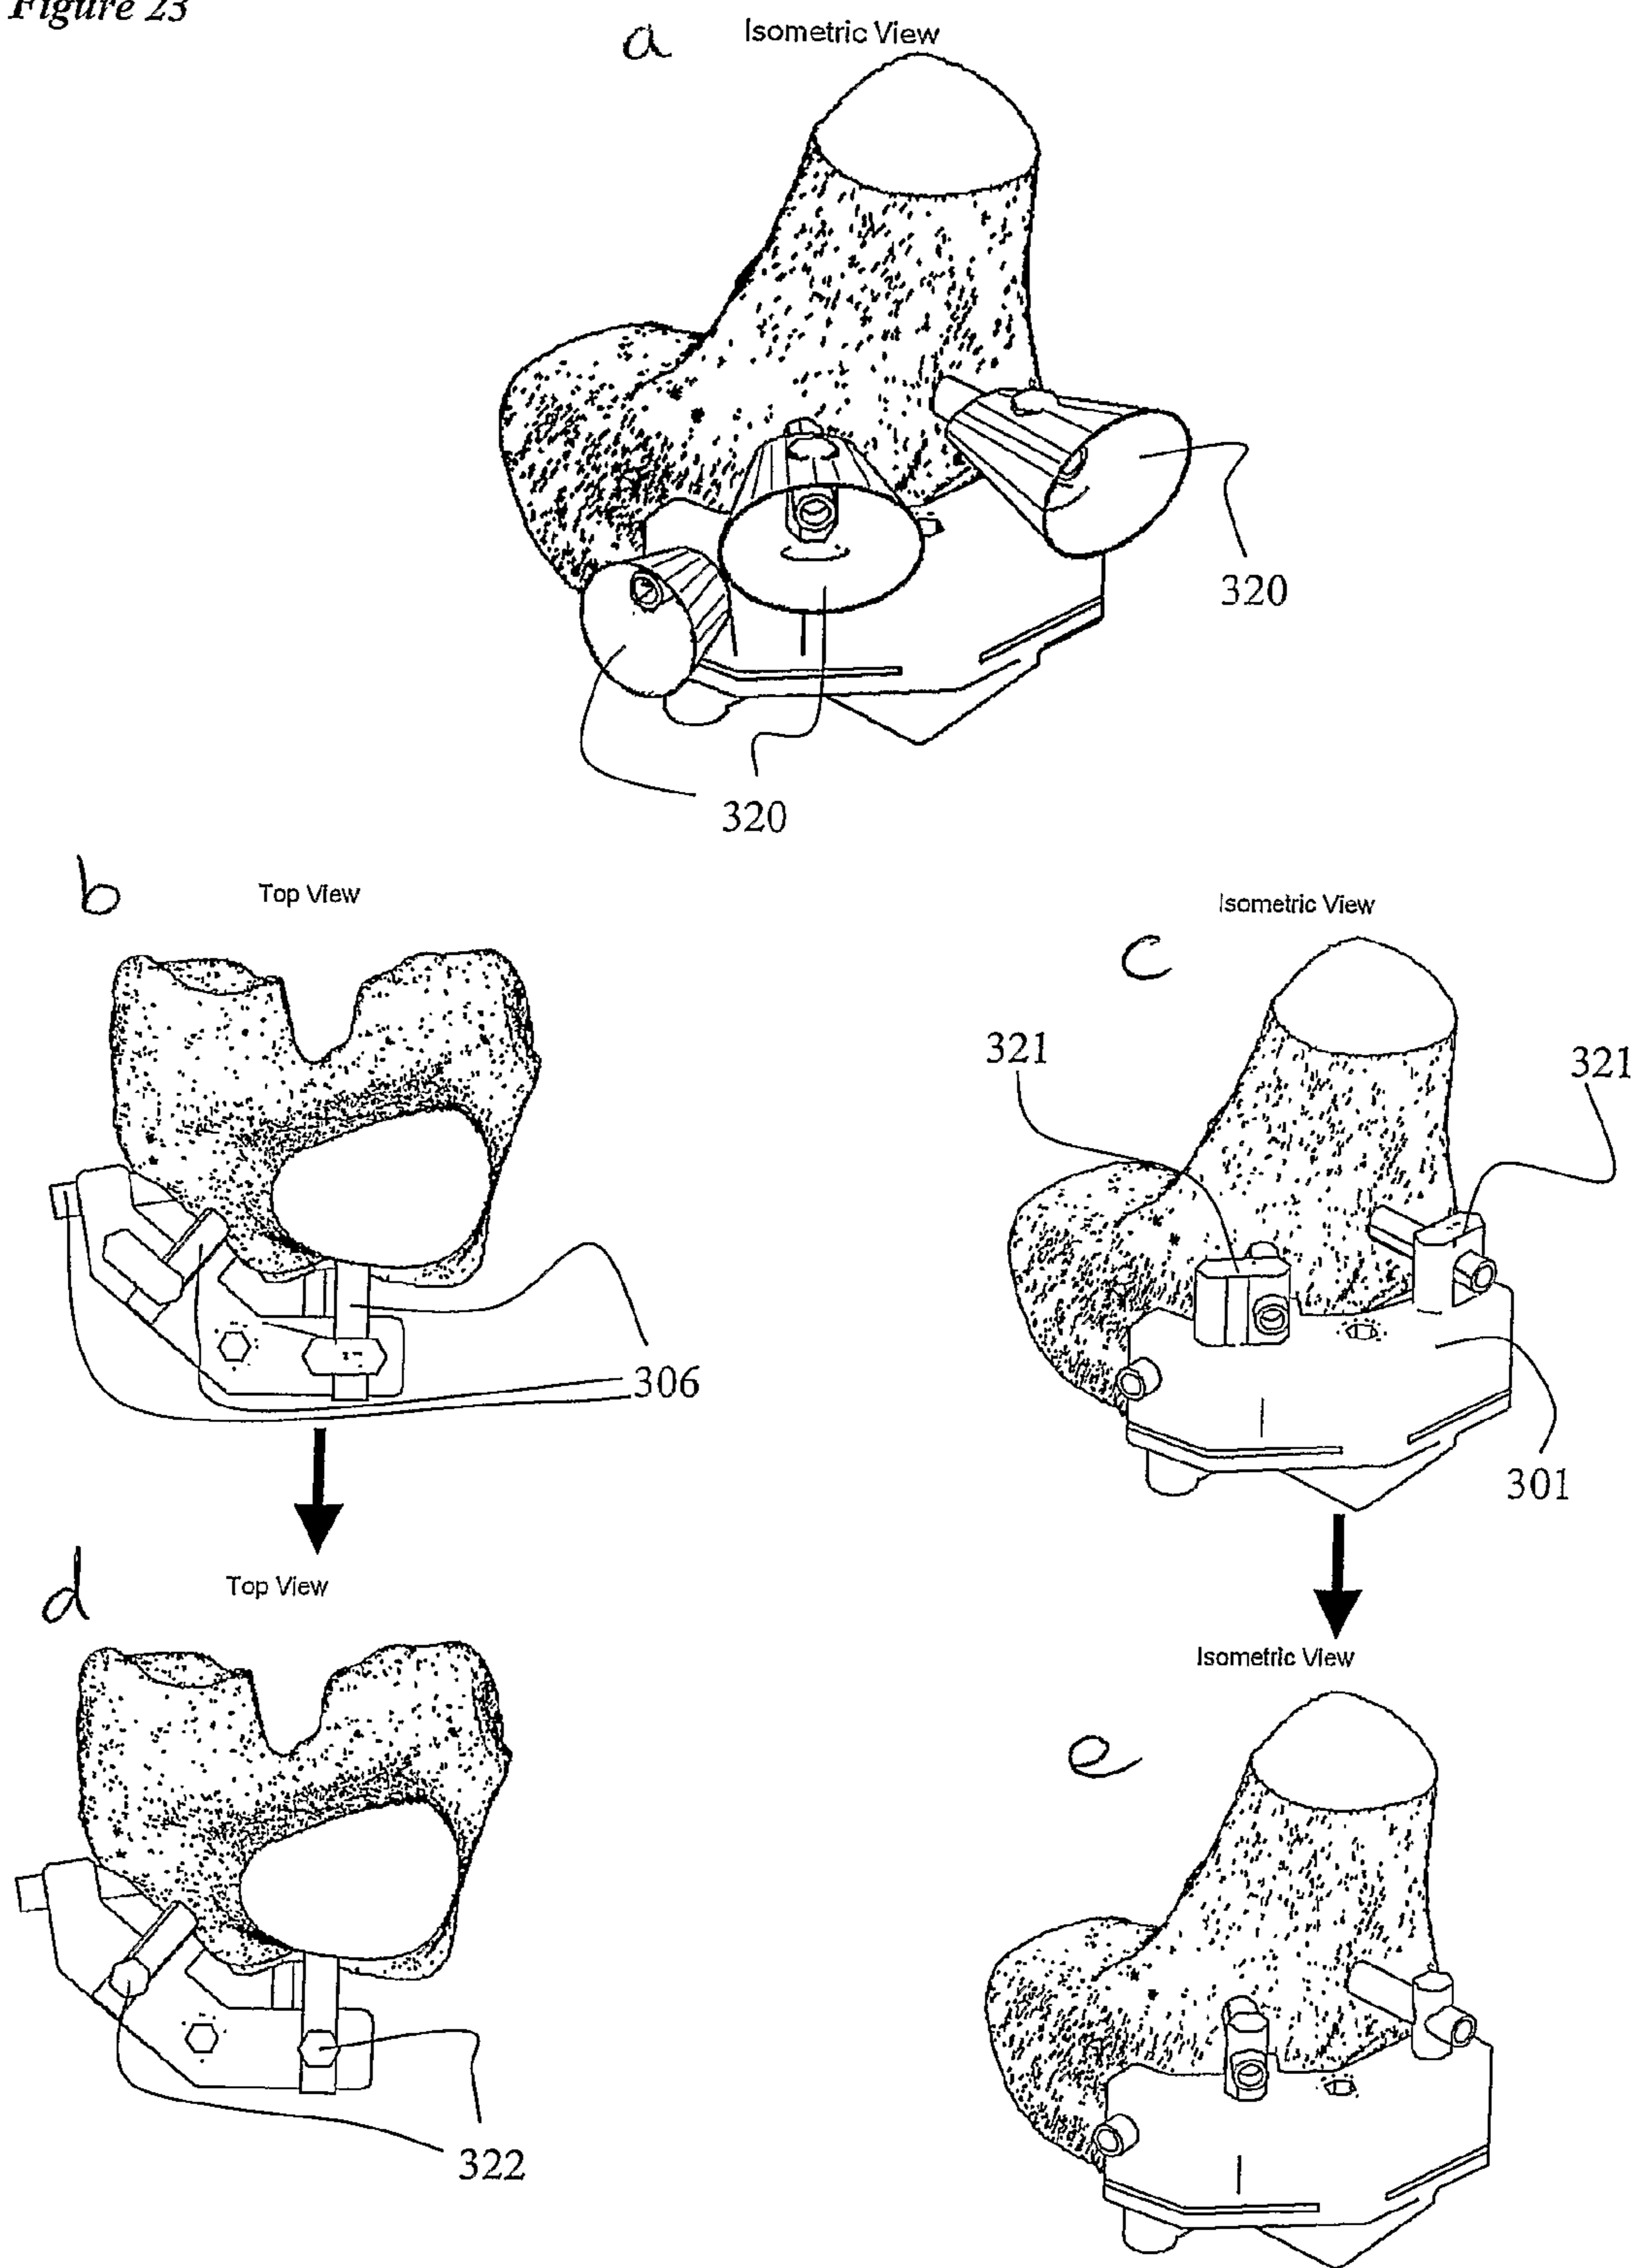 Figure 23
a
Isometric View
320
320
b
Top View
306
c
Isometric View
321
321
301
d
Top View
322
e
Isometric View